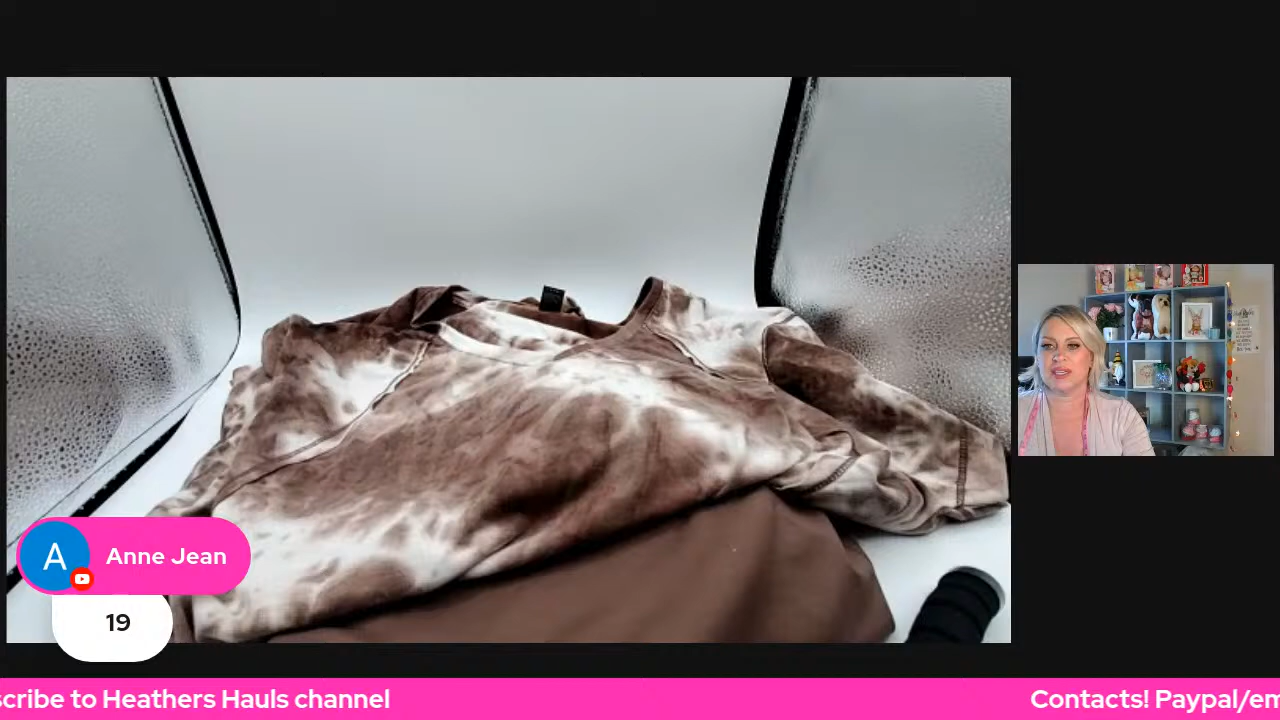 A
Anne Jean
19
scribe to Heathers Hauls channel
Contacts! Paypal/em